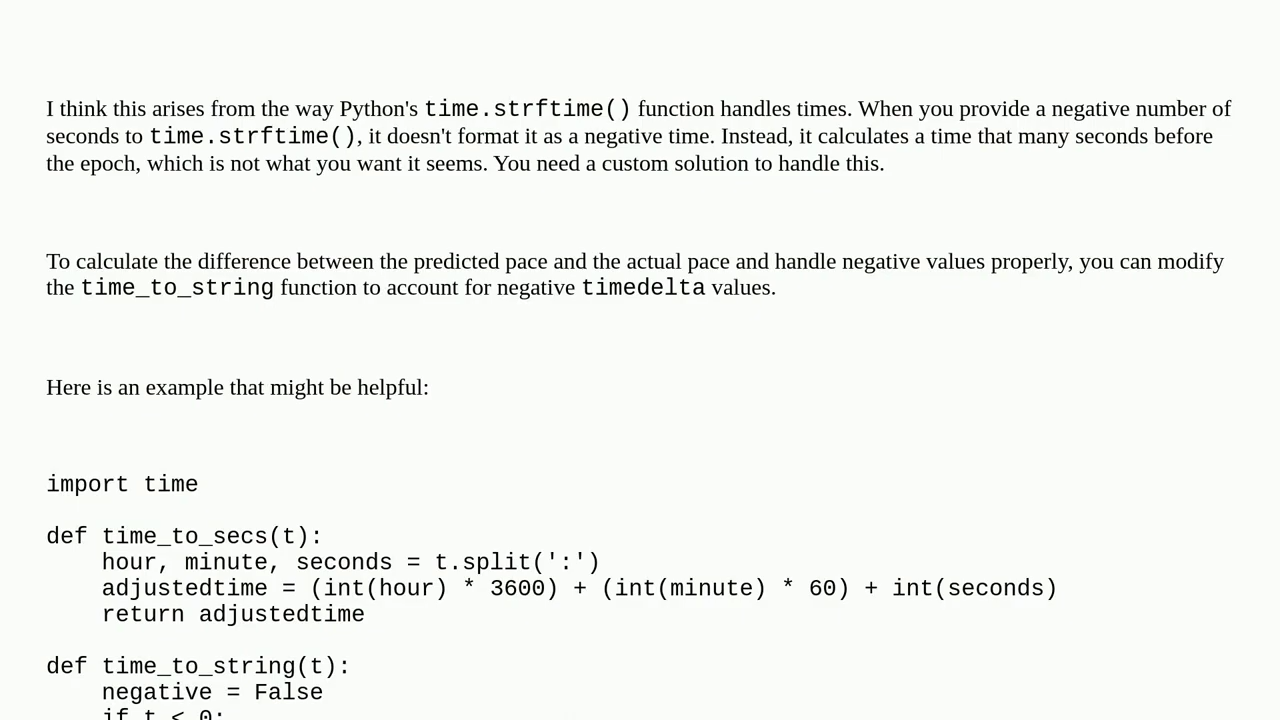 I think this arises from the way Python's time.strftime() function handles times. When you provide a negative number of
seconds to time.strftime(), it doesn't format it as a negative time. Instead, it calculates a time that many seconds before
the epoch, which is not what you want it seems. You need a custom solution to handle this.
To calculate the difference between the predicted pace and the actual pace and handle negative values properly, you can modify
the time_to_string function to account for negative timedelta values.
Here is an example that might be helpful:
import time
def time_to_secs(t):
    hour, minute, seconds = t.split(':')
    adjustedtime = (int(hour) * 3600) + (int(minute) * 60) + int(seconds)
    return adjustedtime
def time_to_string(t):
    negative = False
    if t < 0: